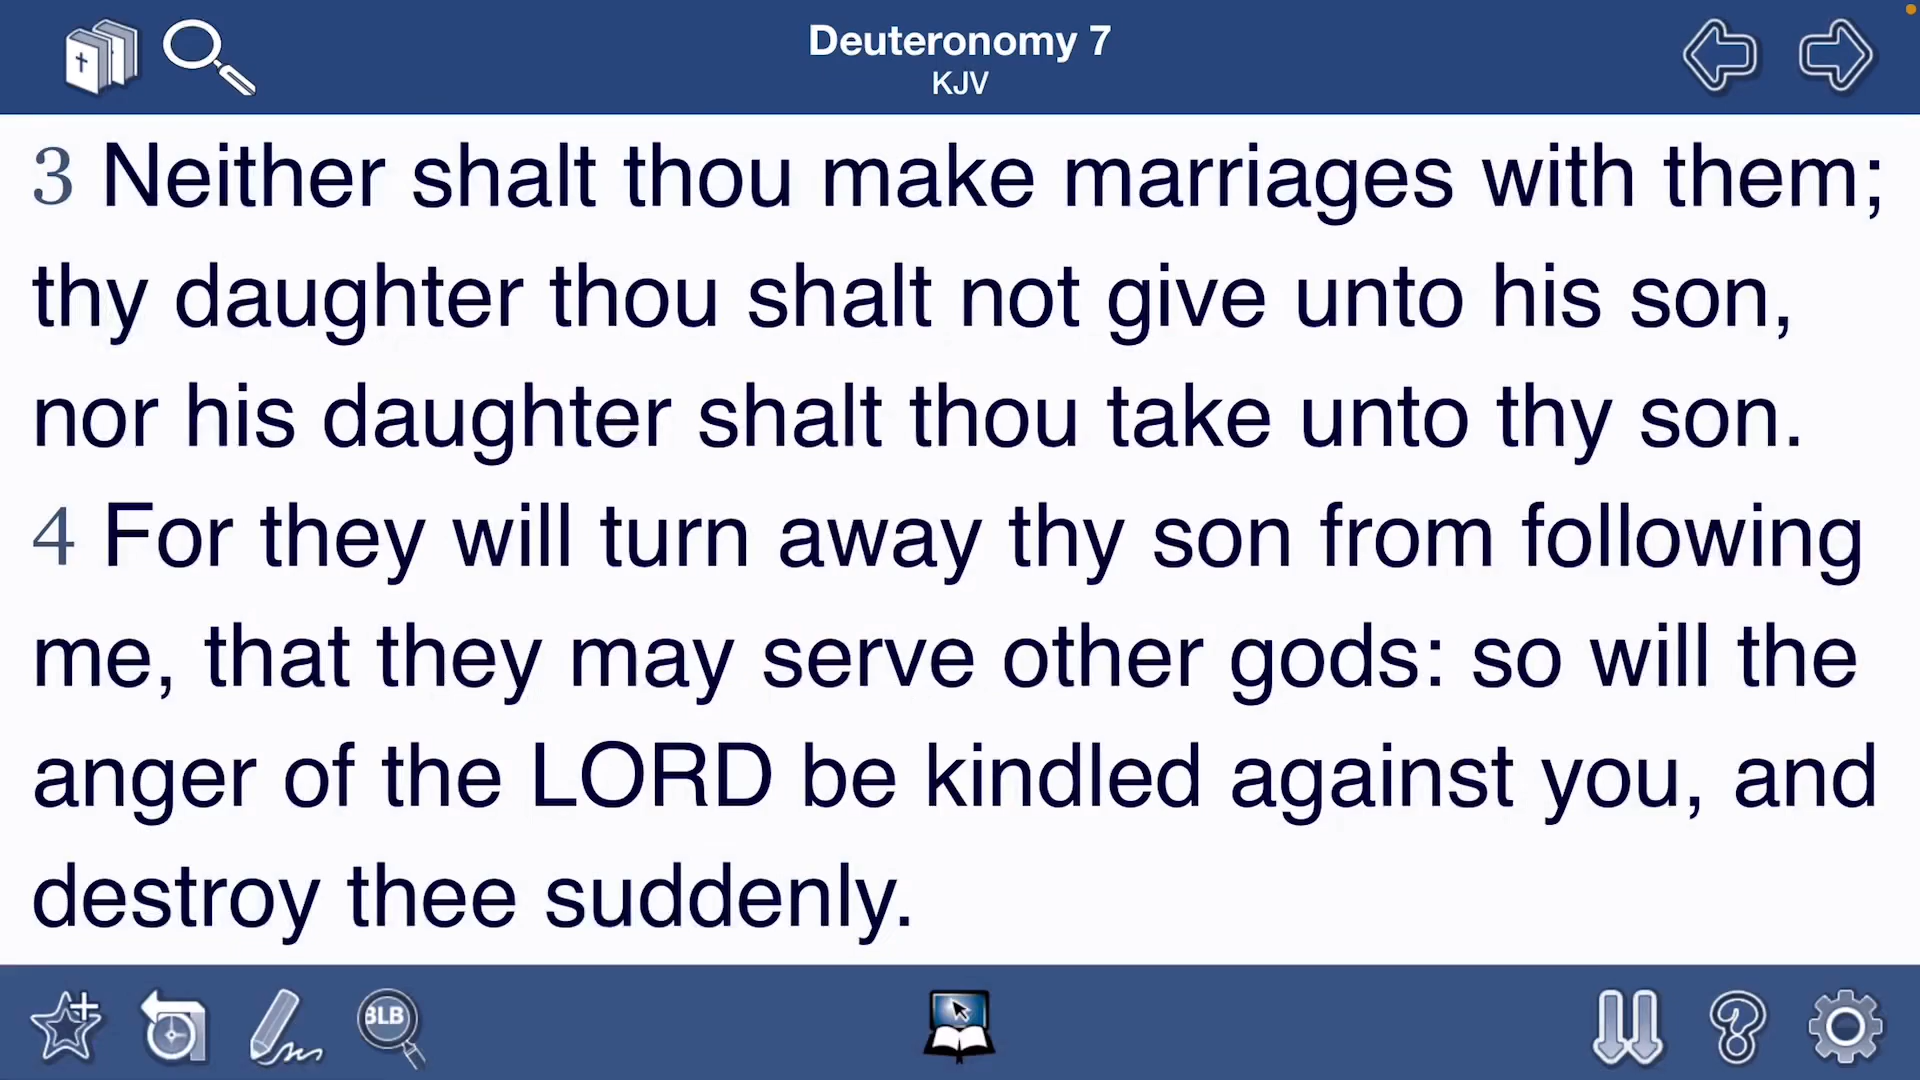 Deuteronomy 7
KJV
3 Neither shalt thou make marriages with them;
thy daughter thou shalt not give unto his son,
nor his daughter shalt thou take unto thy son.
4 For they will turn away thy son from following
me, that they may serve other gods: so will the
anger of the LORD be kindled against you, and
destroy thee suddenly.
BLB